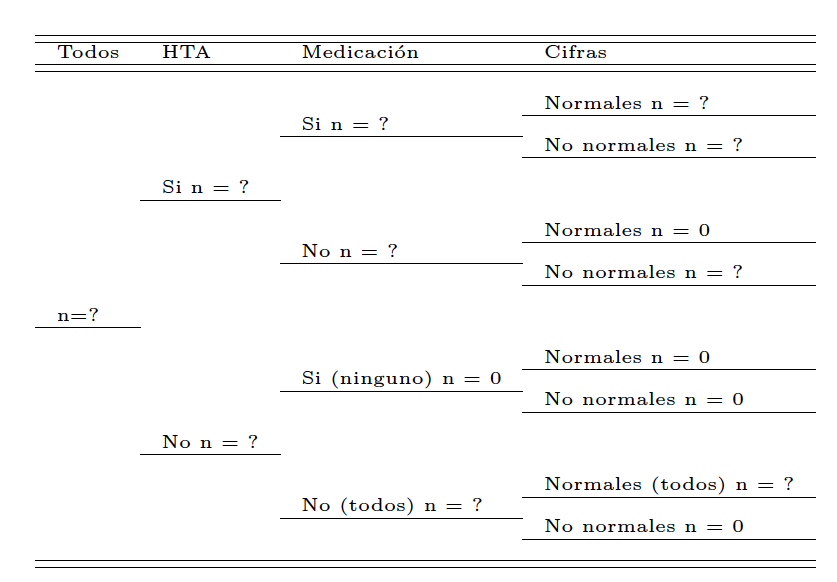 Todos HTA Medicación Cifras
Normales n = ?
Si n = ?
No normales n = ?
Si n = ?
Normales n = 0
No n = ?
No normales n = ?
n=?
Normales n = 0
Si (ninguno) n = 0
No normales n = 0
No n = ?
Normales (todos) n = ?
No (todos) n = ?
No normales n = 0